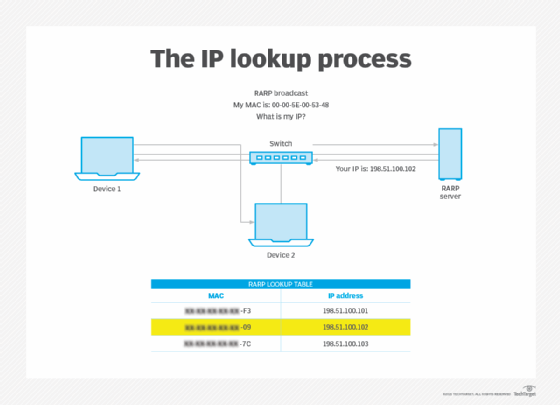 The IP lookup process
RARP broadcast
My MAC is: 00-00-5E-00-53-48
What is my IP?
Switch
Device 1
Your IP is: 198.51.100.102
RARP
server
Device 2
RARP LOOKUP TABLE
MAC IP address
-F3 198.51.100.101
-09 198.51.100.102
-7C 198.51.100.103
TechTarget